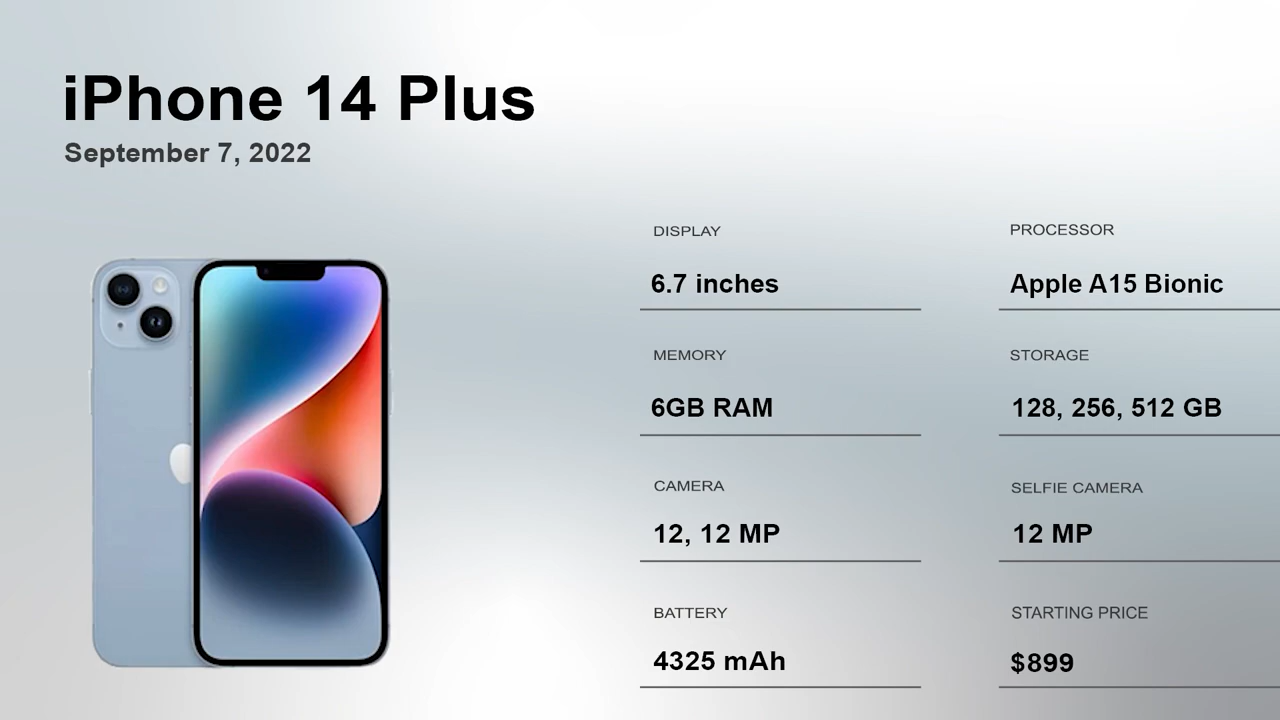 iPhone 14 Plus
September 7, 2022
DISPLAY
6.7 inches
PROCESSOR
Apple A15 Bionic
MEMORY
6GB RAM
STORAGE
128, 256, 512 GB
CAMERA
12, 12 MP
SELFIE CAMERA
12 MP
BATTERY
4325 mAh
STARTING PRICE
$899